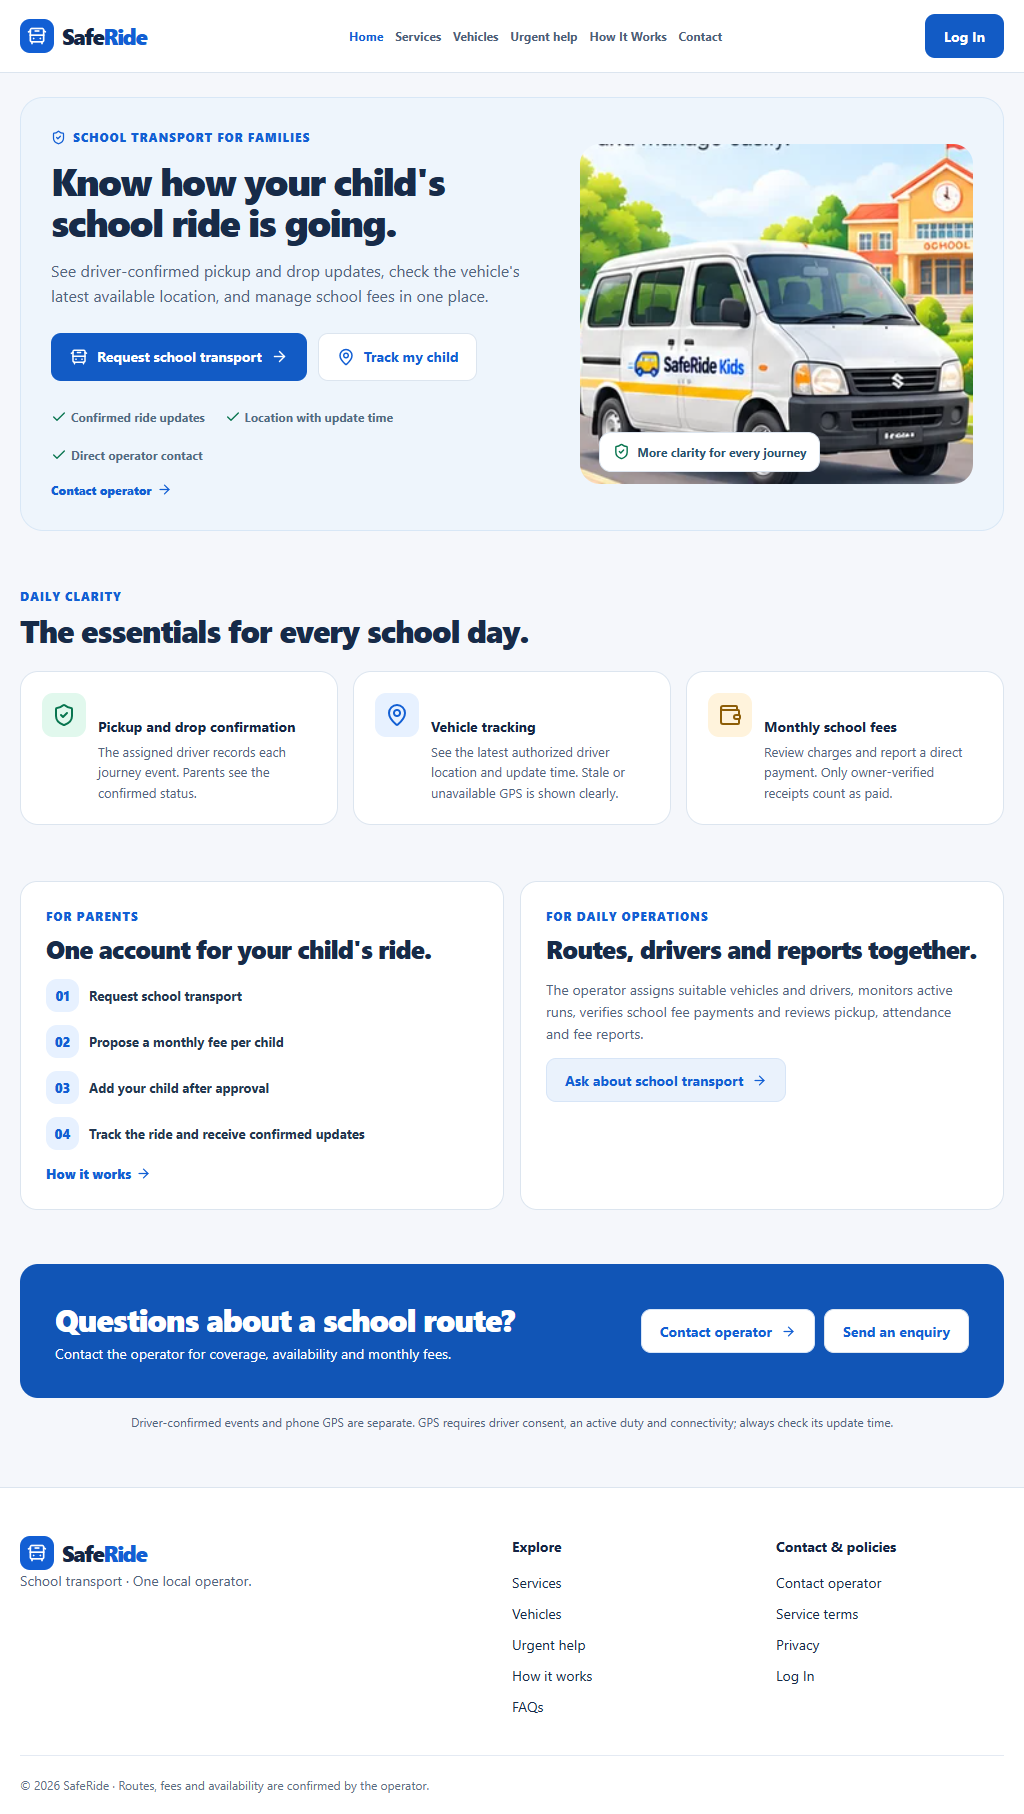 SafeRide
Home Services Vehicles Urgent help How It Works Contact
Log In
SCHOOL TRANSPORT FOR FAMILIES
Know how your child's
school ride is going.
See driver-confirmed pickup and drop updates, check the vehicle's
latest available location, and manage school fees in one place.
Request school transport
Track my child
Confirmed ride updates
Location with update time
Direct operator contact
Contact operator
and manage easily.
SCHOOL
SafeRide Kids
More clarity for every journey
DAILY CLARITY
The essentials for every school day.
Pickup and drop confirmation
The assigned driver records each
journey event. Parents see the
confirmed status.
Vehicle tracking
See the latest authorized driver
location and update time. Stale or
unavailable GPS is shown clearly.
Monthly school fees
Review charges and report a direct
payment. Only owner-verified
receipts count as paid.
FOR PARENTS
One account for your child's ride.
01 Request school transport
02 Propose a monthly fee per child
03 Add your child after approval
04 Track the ride and receive confirmed updates
How it works
FOR DAILY OPERATIONS
Routes, drivers and reports together.
The operator assigns suitable vehicles and drivers, monitors active
runs, verifies school fee payments and reviews pickup, attendance
and fee reports.
Ask about school transport
Questions about a school route?
Contact the operator for coverage, availability and monthly fees.
Contact operator
Send an enquiry
Driver-confirmed events and phone GPS are separate. GPS requires driver consent, an active duty and connectivity; always check its update time.
SafeRide
School transport · One local operator.
Explore
Services
Vehicles
Urgent help
How it works
FAQs
Contact & policies
Contact operator
Service terms
Privacy
Log In
© 2026 SafeRide · Routes, fees and availability are confirmed by the operator.